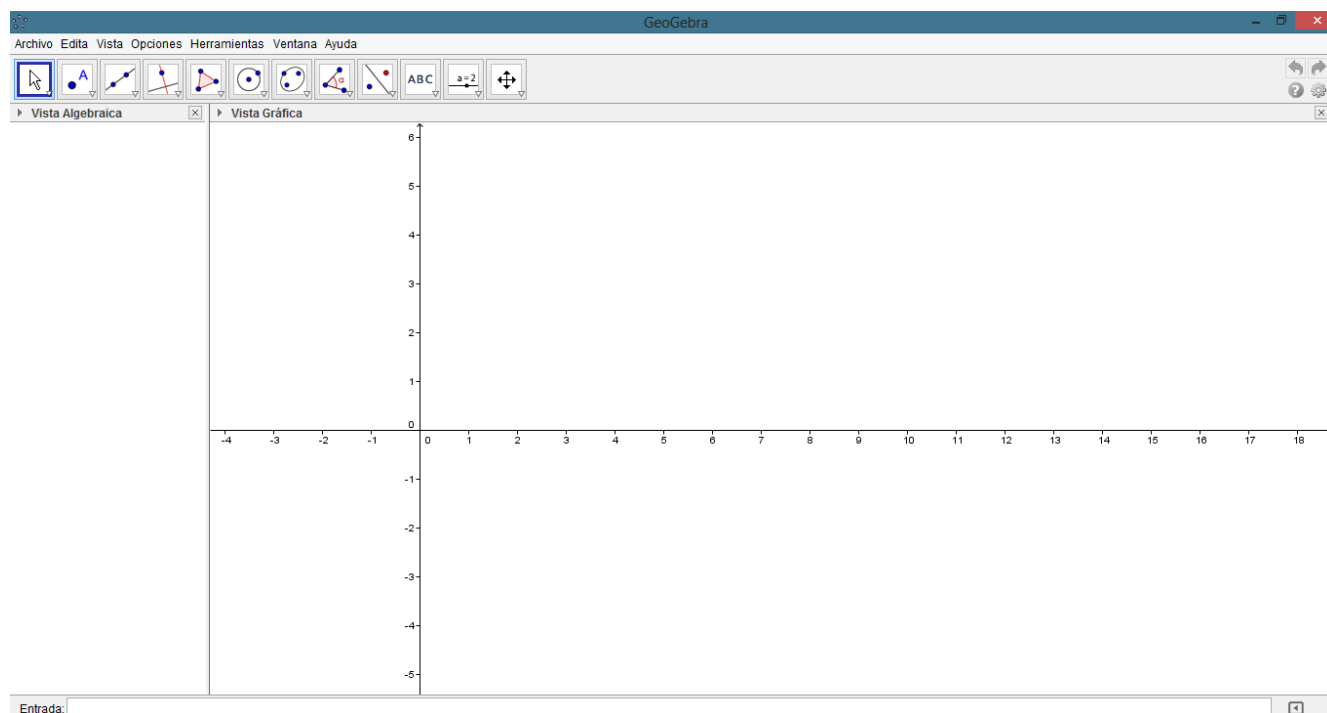 GeoGebra
Archivo Edita Vista Opciones Herramientas Ventana Ayuda
A α ABC a=2
Vista Algebraica
Vista Gráfica
6
5
4
3
2
1
0
-4 -3 -2 -1 0 1 2 3 4 5 6 7 8 9 10 11 12 13 14 15 16 17 18
-1
-2
-3
-4
-5
Entrada: